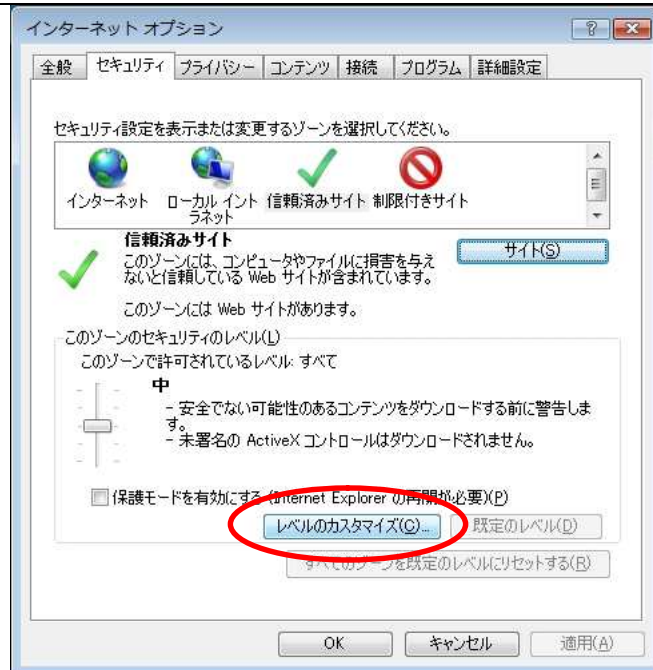 インターネット オプション
全般 セキュリティ プライバシー コンテンツ 接続 プログラム 詳細設定
セキュリティ設定を表示または変更するゾーンを選択してください。
インターネット ローカル イントラネット 信頼済みサイト 制限付きサイト
信頼済みサイト
サイト(S)
このゾーンには、コンピュータやファイルに損害を与え
ないと信頼している Web サイトが含まれています。
このゾーンには Web サイトがあります。
このゾーンのセキュリティのレベル(L)
このゾーンで許可されているレベル: すべて
中
- 安全でない可能性のあるコンテンツをダウンロードする前に警告しま
す。
- 未署名の ActiveX コントロールはダウンロードされません。
保護モードを有効にする (Internet Explorer の再開が必要)(P)
レベルのカスタマイズ(C)... 既定のレベル(D)
すべてのゾーンを既定のレベルにリセットする(R)
OK キャンセル 適用(A)